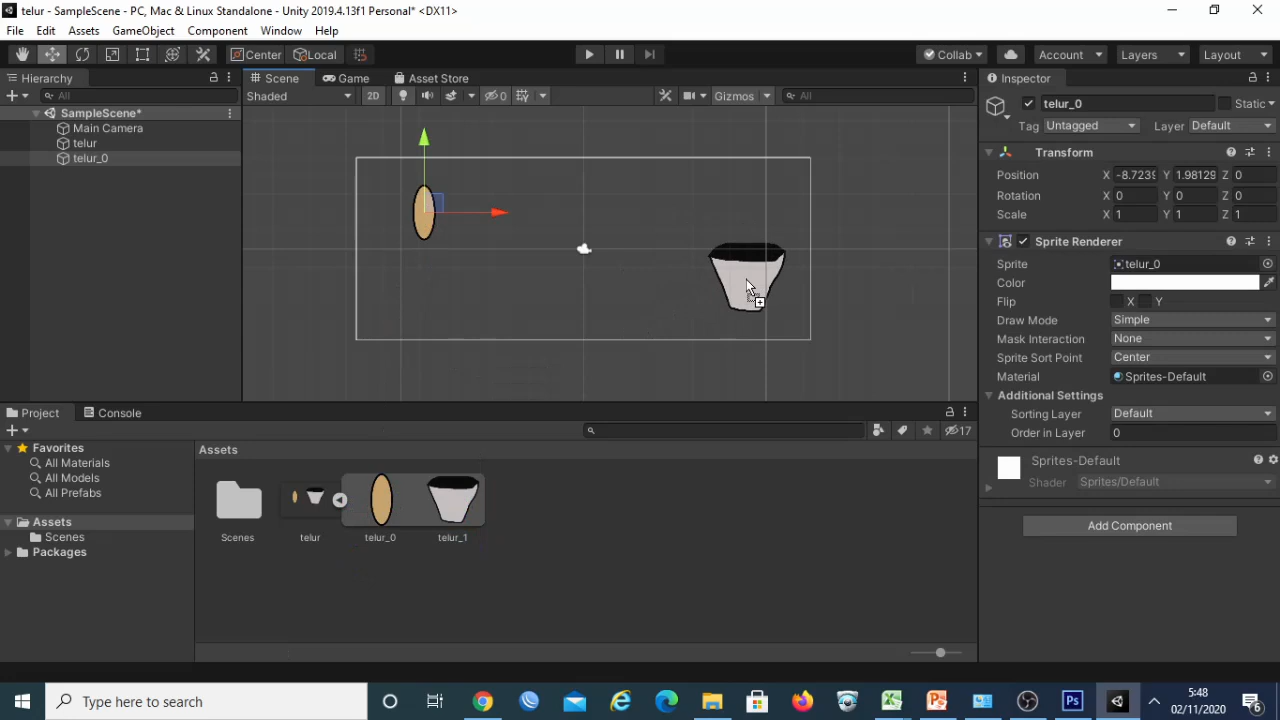 telur - SampleScene - PC, Mac & Linux Standalone - Unity 2019.4.13f1 Personal* <DX11>
File Edit Assets GameObject Component Window Help
Center Local Collab Account Layers Layout
Hierarchy Scene Game Asset Store Inspector
All Shaded 2D 0 Gizmos All telur_0 Static
SampleScene*
Main Camera Tag Untagged Layer Default
telur
telur_0 Transform
Position X -8.7239 Y 1.98129 Z 0
Rotation X 0 Y 0 Z 0
Scale X 1 Y 1 Z 1
Sprite Renderer
Sprite telur_0
Color
Flip X Y
Draw Mode Simple
Mask Interaction None
Sprite Sort Point Center
Material Sprites-Default
Additional Settings
Sorting Layer Default
Order in Layer 0
Sprites-Default
Shader Sprites/Default
Add Component
Project Console
17
Favorites Assets
All Materials
All Models
All Prefabs
Assets
Scenes
Packages
Scenes telur telur_0 telur_1
Type here to search
5:48
02/11/2020
6